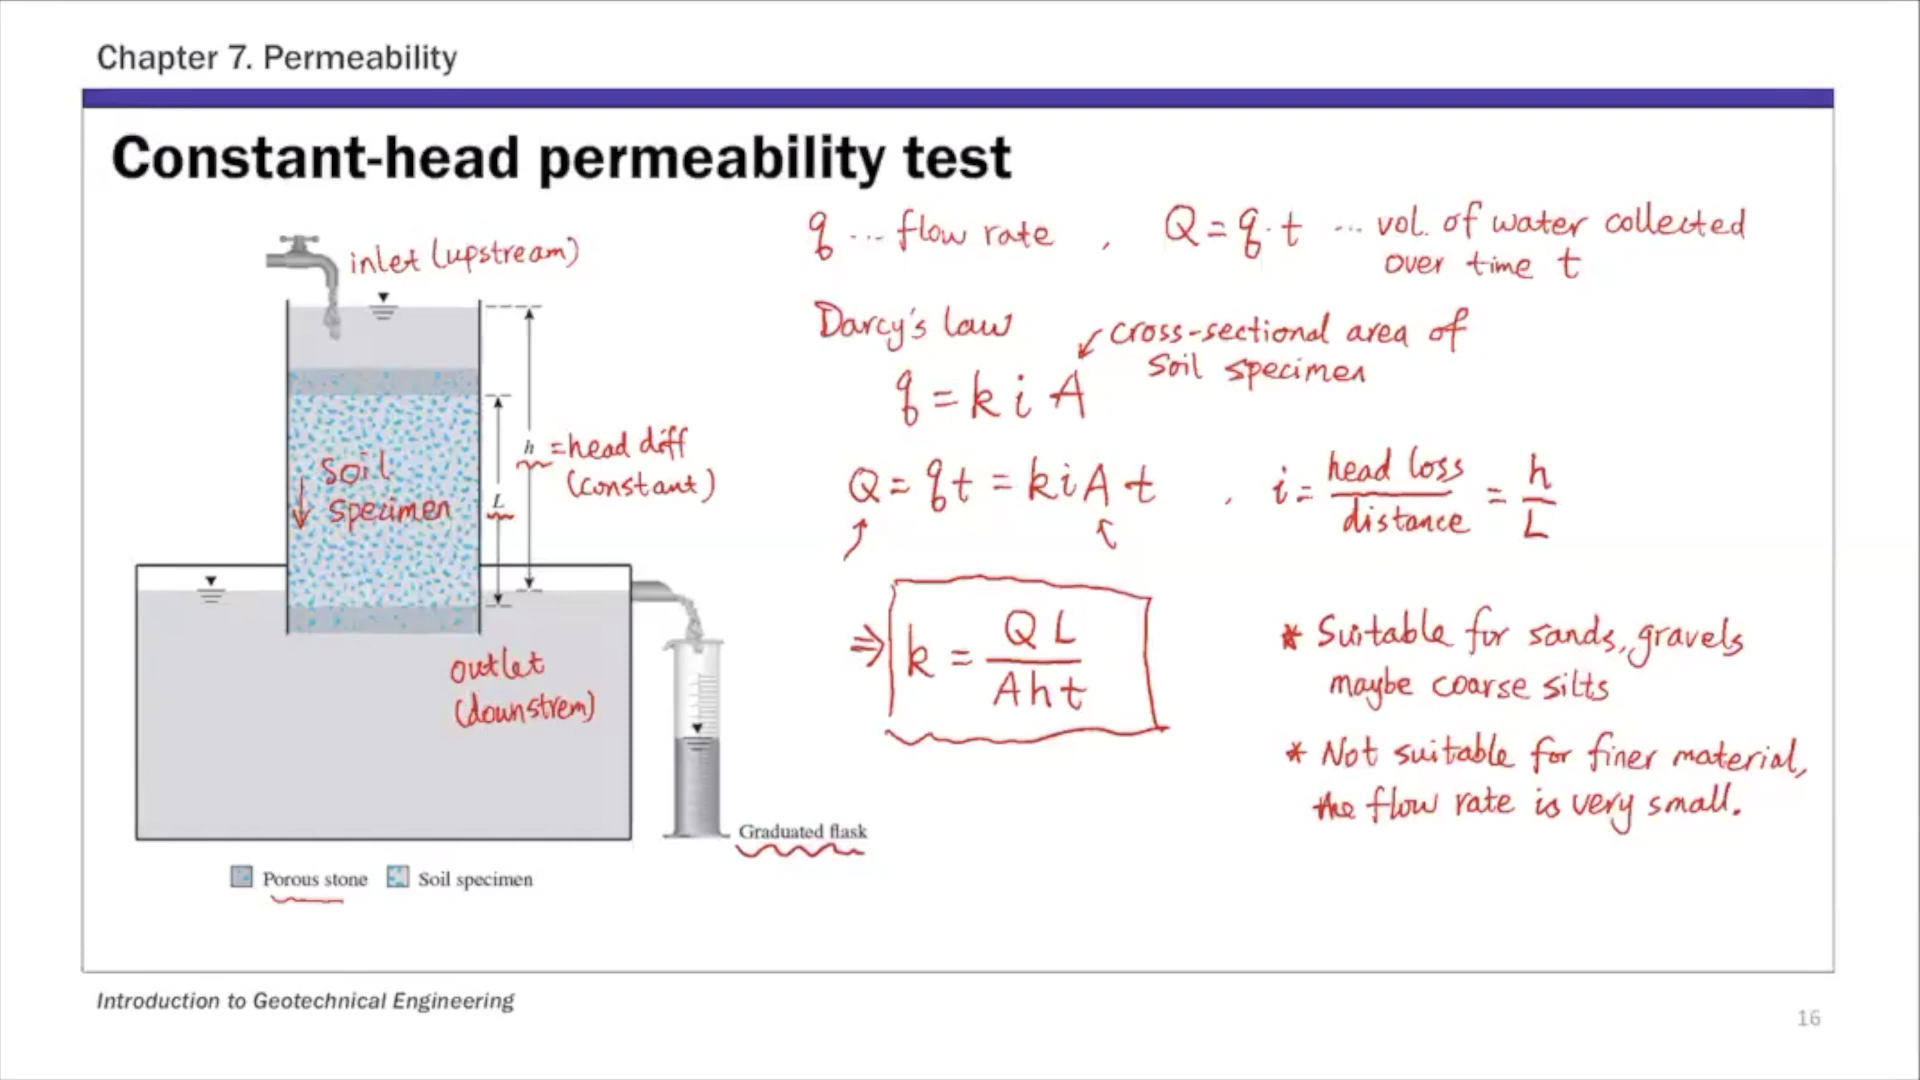 Chapter 7. Permeability
Constant-head permeability test
inlet (upstream)
soil
specimen
h = head diff
(constant)
L
outlet
(downstrem)
Graduated flask
Porous stone
Soil specimen
q ... flow rate , Q = q · t ... vol. of water collected
over time t
Darcy's law
cross-sectional area of
soil specimen
q = k i A
Q = qt = k i A t , i = head loss / distance = h / L
⇒ k = QL / Aht
* Suitable for sands, gravels
maybe coarse silts
* Not suitable for finer material,
the flow rate is very small.
Introduction to Geotechnical Engineering
16